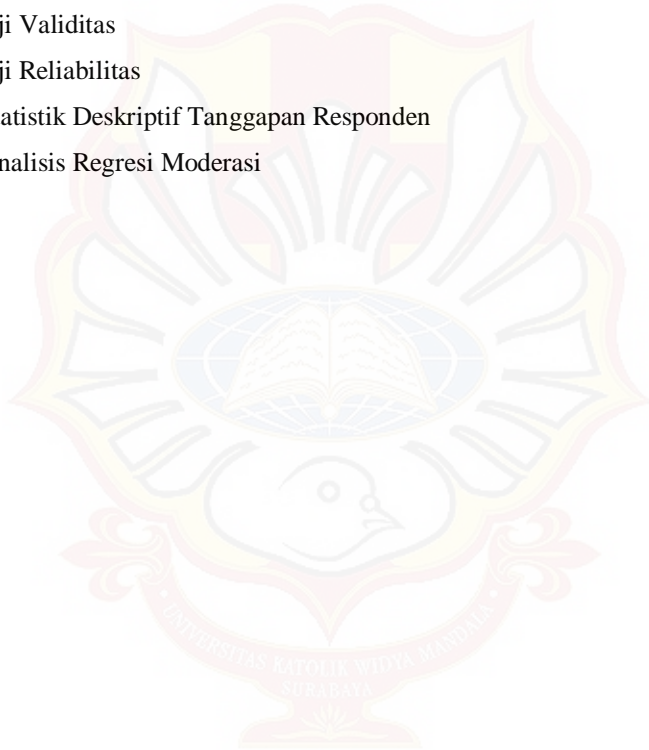 ji Validitas
ji Reliabilitas
atistik Deskriptif Tanggapan Responden
nalisis Regresi Moderasi
UNIVERSITAS KATOLIK WIDYA MANDALA
SURABAYA